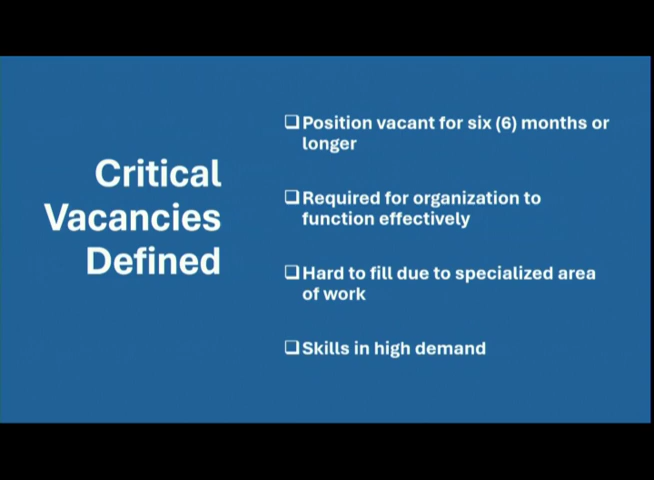 Critical
Vacancies
Defined
❑Position vacant for six (6) months or
longer
❑Required for organization to
function effectively
❑Hard to fill due to specialized area
of work
❑Skills in high demand